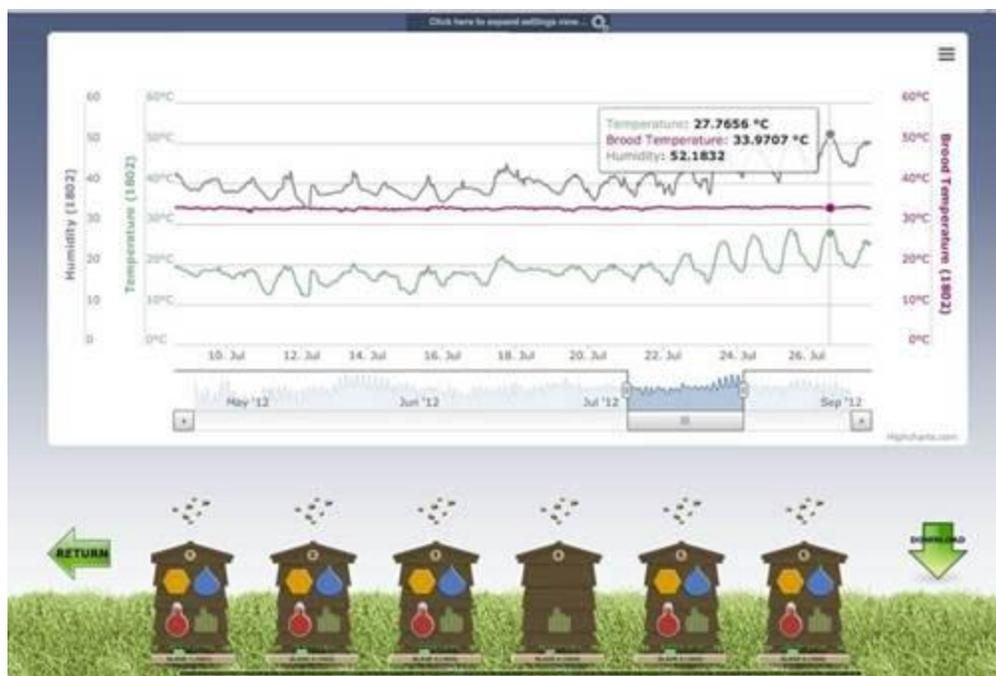 Click here to expand settings view...
60
50
40
30
20
10
0
Humidity (1802)
60°C
50°C
40°C
30°C
20°C
10°C
0°C
Temperature (1802)
Temperature: 27.7656 °C
Brood Temperature: 33.9707 °C
Humidity: 52.1832
60°C
50°C
40°C
30°C
20°C
10°C
0°C
Brood Temperature (1802)
10. Jul
12. Jul
14. Jul
16. Jul
18. Jul
20. Jul
22. Jul
24. Jul
26. Jul
May '12
Jun '12
Jul '12
Sep '12
Highcharts.com
RETURN
DOWNLOAD